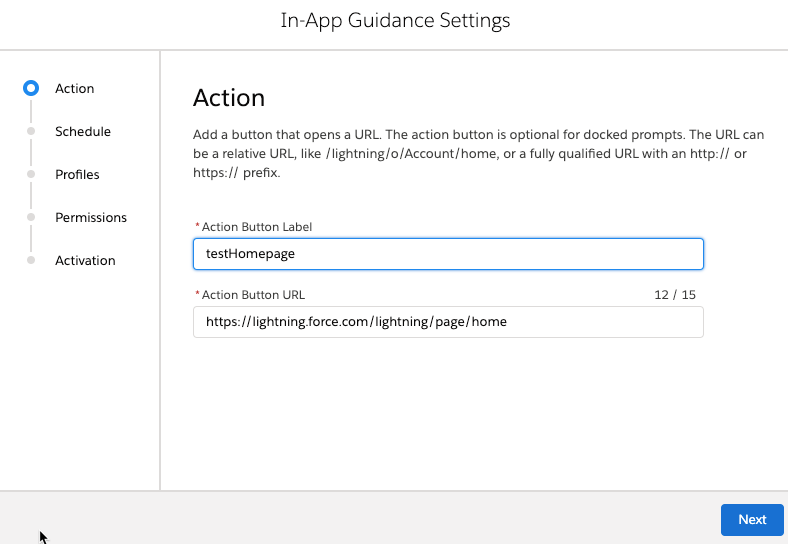 In-App Guidance Settings
Action
Schedule
Profiles
Permissions
Activation
Action
Add a button that opens a URL. The action button is optional for docked prompts. The URL can
be a relative URL, like /lightning/o/Account/home, or a fully qualified URL with an http:// or
https:// prefix.
* Action Button Label
testHomepage
* Action Button URL 12 / 15
https://lightning.force.com/lightning/page/home
Next